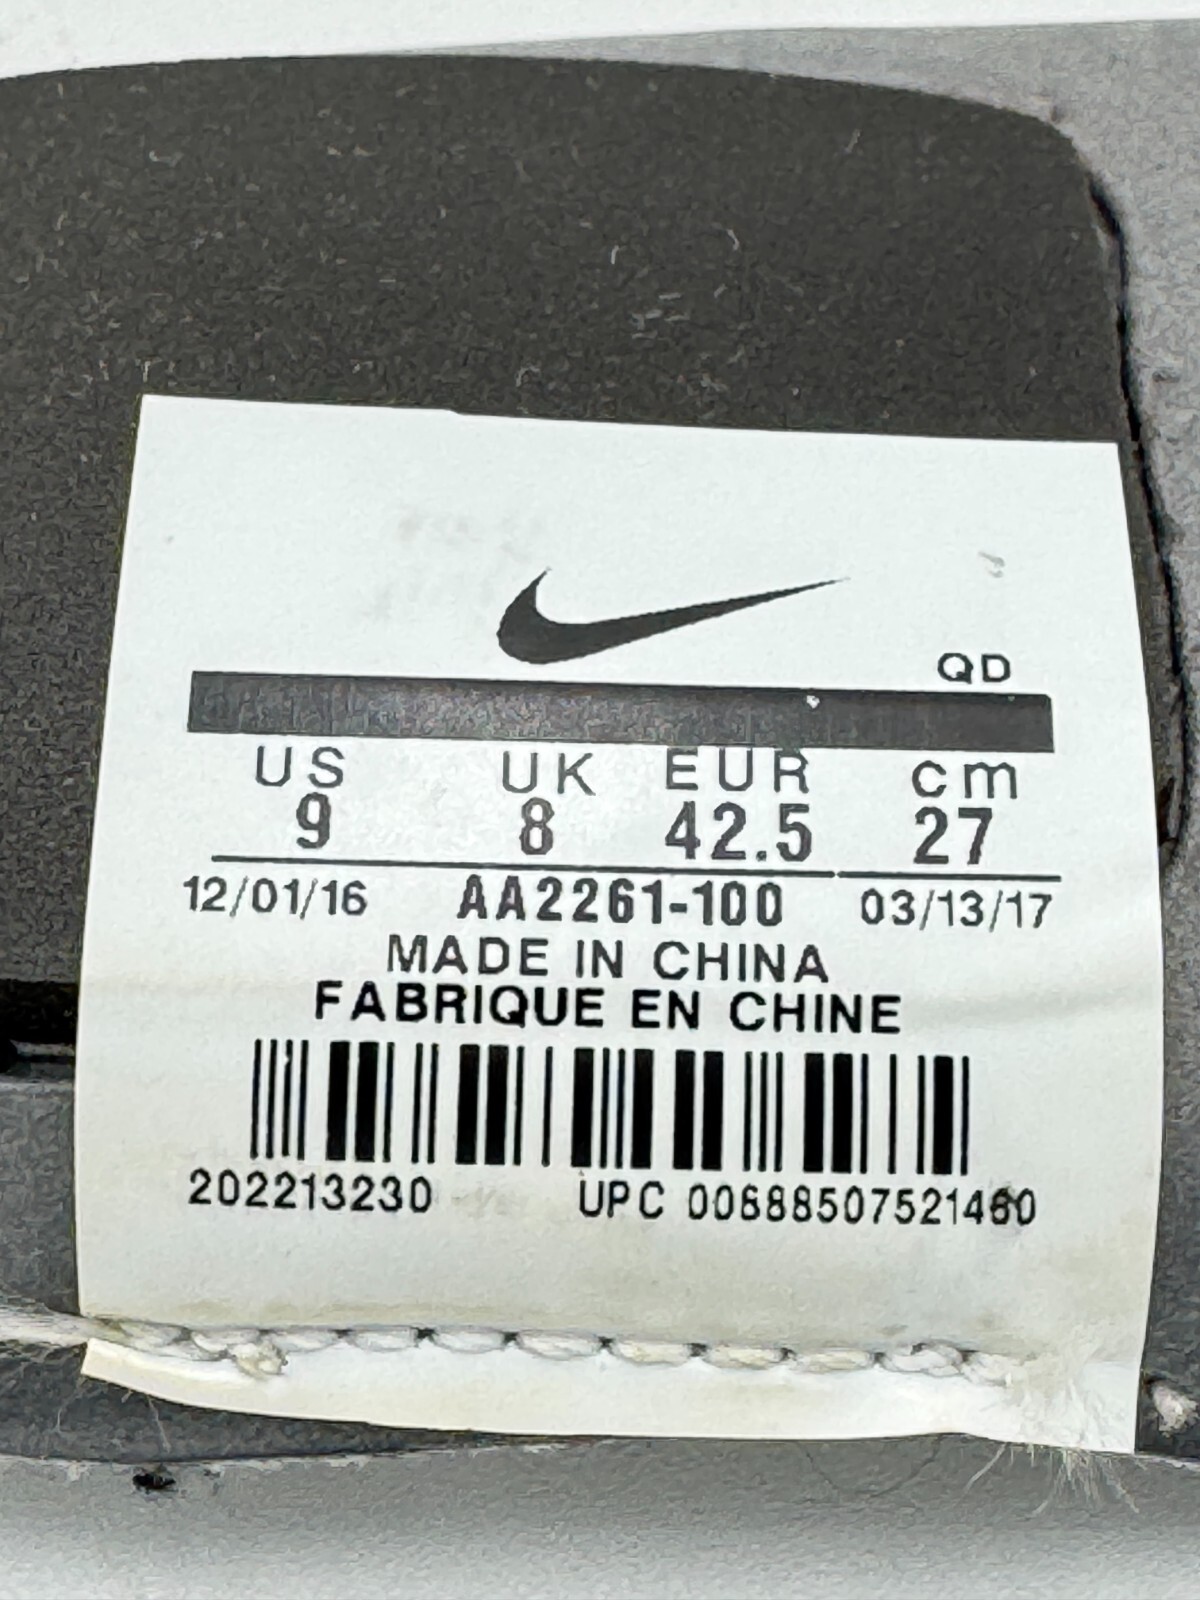 QD
US UK EUR cm
9 8 42.5 27
12/01/16 AA2261-100 03/13/17
MADE IN CHINA
FABRIQUE EN CHINE
202213230 UPC 00688507521460